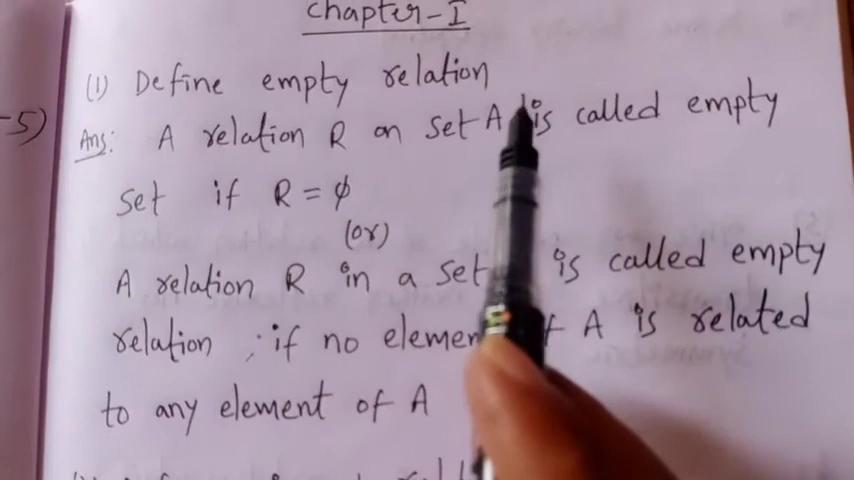 Chapter-I
-5)
(1) Define empty relation
Ans: A relation R on set A is called empty
set if R = ϕ
(or)
A relation R in a set is called empty
relation ; if no elemen f A is related
to any element of A